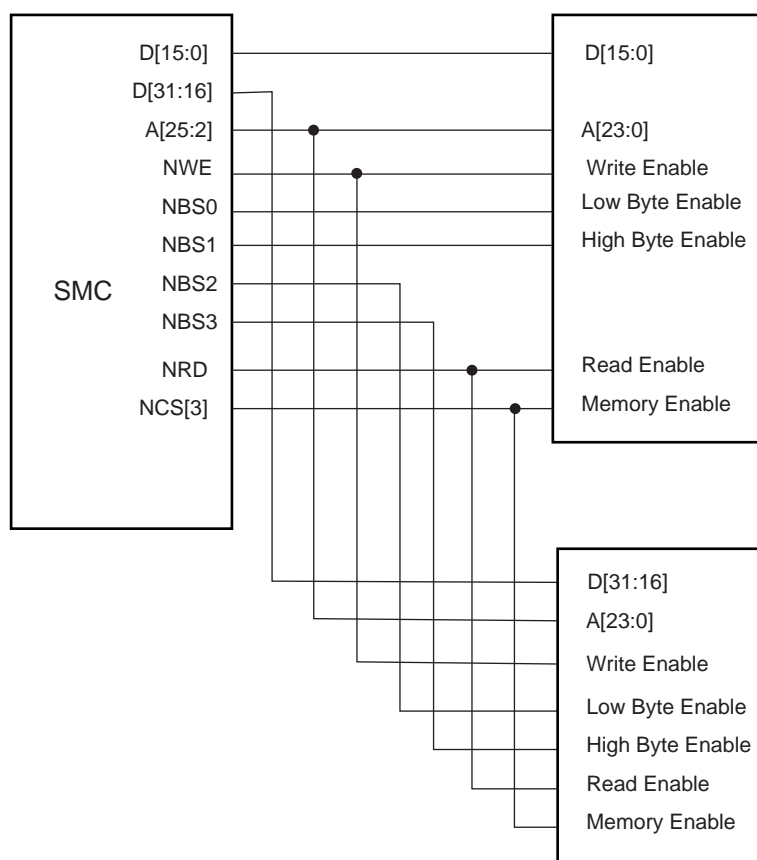 D[15:0]
D[31:16]
A[25:2]
NWE
NBS0
NBS1
NBS2
NBS3
NRD
NCS[3]
SMC
D[15:0]
A[23:0]
Write Enable
Low Byte Enable
High Byte Enable
Read Enable
Memory Enable
D[31:16]
A[23:0]
Write Enable
Low Byte Enable
High Byte Enable
Read Enable
Memory Enable